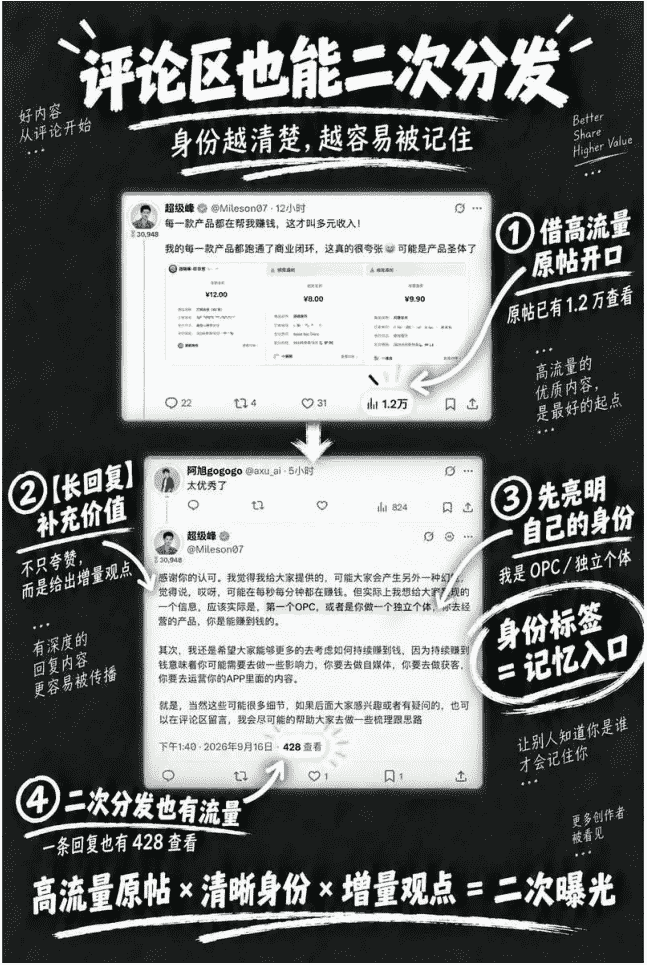 评论区也能二次分发
身份越清楚，越容易被记住
好内容
从评论开始
...
Better
Share
Higher Value
...
超级峰 @Mileson07 · 12小时
30,948
每一款产品都在帮我赚钱，这才叫多元收入！
我的每一款产品都跑通了商业闭环，这真的很夸张 可能是产品圣体了
¥12.00
¥8.00
¥9.90
22
4
31
1.2万
① 借高流量
原帖开口
原帖已有 1.2 万查看
...
高流量的
优质内容，
是最好的起点
...
②【长回复】
补充价值
不只夸赞，
而是给出增量观点
...
有深度的
回复内容
更容易被传播
阿旭gogogo @axu_ai · 5小时
太优秀了
824
超级峰
@Mileson07
30,948
感谢你的认可。我觉得我给大家提供的，可能大家会产生另外一种幻
觉得说，哎呀，可能在每秒每分钟都在赚钱。但实际上我想给大家
一个信息，应该实际是，第一个OPC，或者是你做一个独立个体，你去经
营的产品，你是能赚到钱的。
其次，我还是希望大家能够更多的去考虑如何持续赚到钱，因为持续赚到
钱意味着你可能需要去做一些影响力，你要去做自媒体，你要去做获客，
你要去运营你的APP里面的内容。
就是，当然这些可能很多细节，如果后面大家感兴趣或者有疑问的，也可
以在评论区留言，我会尽可能的帮助大家去做一些梳理跟思路
下午1:40 · 2026年9月16日 · 428 查看
1
1
③ 先亮明
自己的身份
我是 OPC / 独立个体
身份标签
= 记忆入口
让别人知道你是谁
才会记住你
...
④ 二次分发也有流量
一条回复也有 428 查看
更多创作者
被看见
...
高流量原帖 × 清晰身份 × 增量观点 = 二次曝光